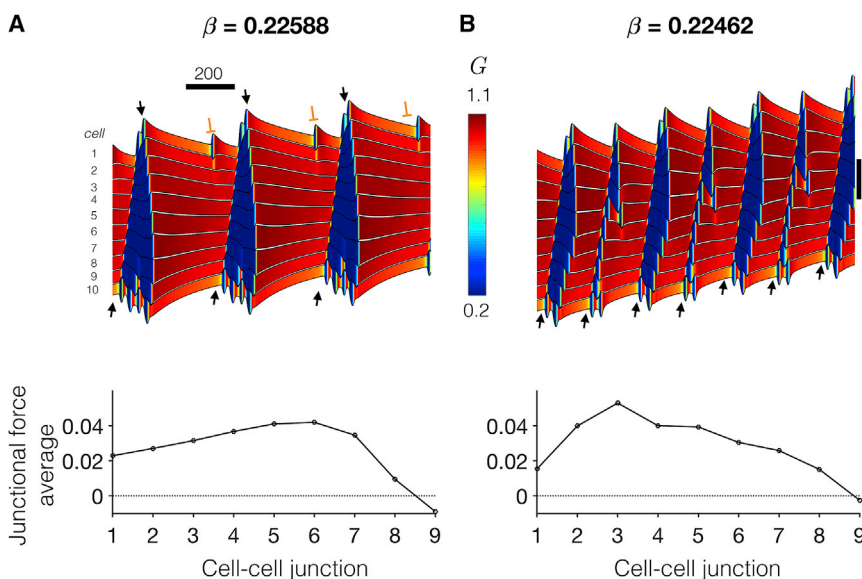 A
β = 0.22588
B
β = 0.22462
200
G
1.1
0.2
cell
1
2
3
4
5
6
7
8
9
10
Junctional force
average
0.04
0.02
0
1 2 3 4 5 6 7 8 9
Cell-cell junction
0.04
0.02
0
1 2 3 4 5 6 7 8 9
Cell-cell junction